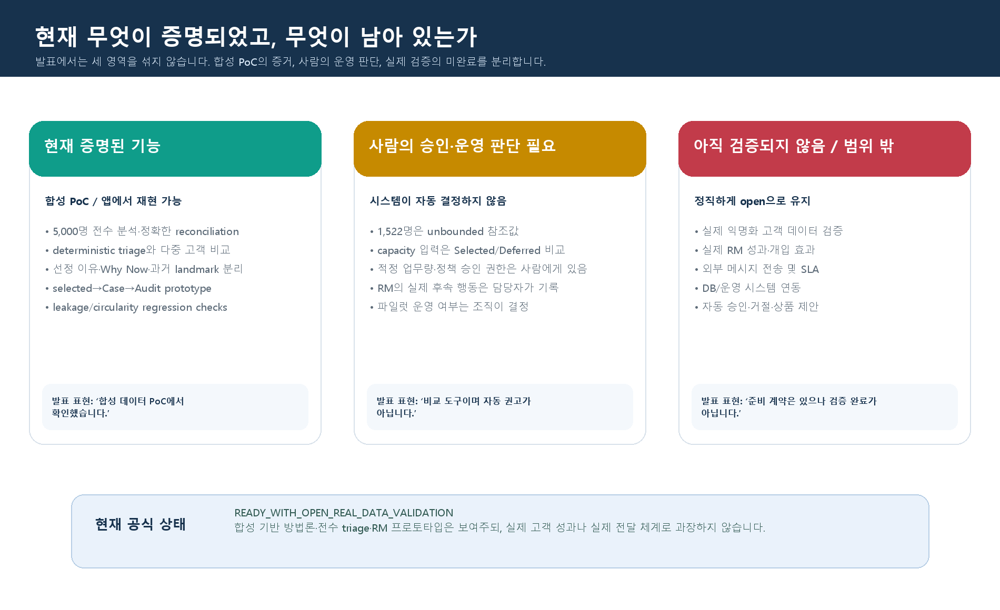 현재 무엇이 증명되었고, 무엇이 남아 있는가
발표에서는 세 영역을 섞지 않습니다. 합성 PoC의 증거, 사람의 운영 판단, 실제 검증의 미완료를 분리합니다.
현재 증명된 기능
합성 PoC / 앱에서 재현 가능
• 5,000명 전수 분석·정확한 reconciliation
• deterministic triage와 다중 고객 비교
• 선정 이유·Why Now·과거 landmark 분리
• selected→Case→Audit prototype
• leakage/circularity regression checks
발표 표현: ‘합성 데이터 PoC에서
확인했습니다.’
사람의 승인·운영 판단 필요
시스템이 자동 결정하지 않음
• 1,522명은 unbounded 참조값
• capacity 입력은 Selected/Deferred 비교
• 적정 업무량·정책 승인 권한은 사람에게 있음
• RM의 실제 후속 행동은 담당자가 기록
• 파일럿 운영 여부는 조직이 결정
발표 표현: ‘비교 도구이며 자동 권고가
아닙니다.’
아직 검증되지 않음 / 범위 밖
정직하게 open으로 유지
• 실제 익명화 고객 데이터 검증
• 실제 RM 성과·개입 효과
• 외부 메시지 전송 및 SLA
• DB/운영 시스템 연동
• 자동 승인·거절·상품 제안
발표 표현: ‘준비 계약은 있으나 검증 완료가
아닙니다.’
현재 공식 상태
READY_WITH_OPEN_REAL_DATA_VALIDATION
합성 기반 방법론·전수 triage·RM 프로토타입은 보여주되, 실제 고객 성과나 실제 전달 체계로 과장하지 않습니다.